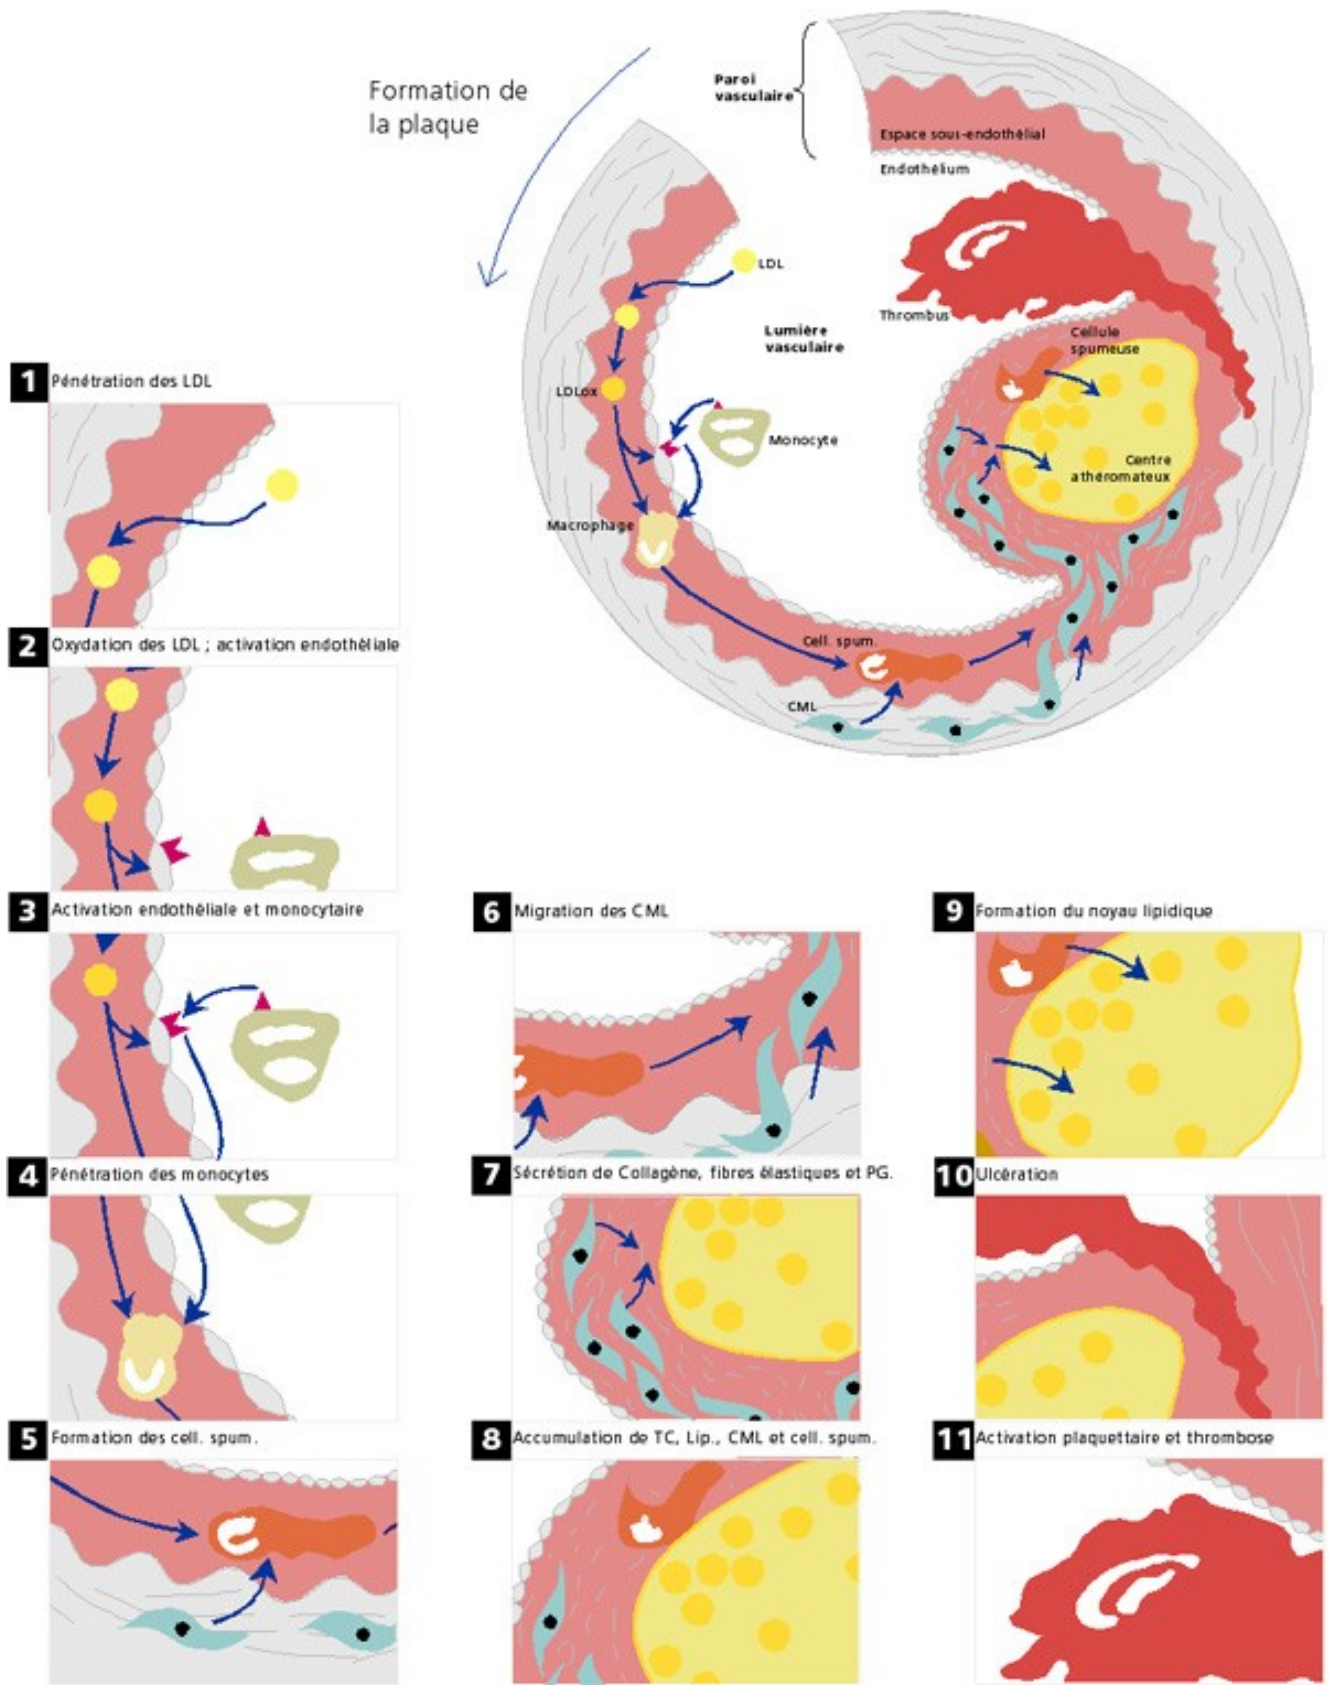 Formation de
la plaque
Paroi
vasculaire
Espace sous-endothélial
Endothélium
LDL
Thrombus
Lumière
vasculaire
Cellule
spumeuse
LDLox
Monocyte
Centre
athéromateux
Macrophage
Cell. spum.
CML
1 Pénétration des LDL
2 Oxydation des LDL ; activation endothéliale
3 Activation endothéliale et monocytaire
4 Pénétration des monocytes
5 Formation des cell. spum.
6 Migration des CML
7 Sécrétion de Collagène, fibres élastiques et PG.
8 Accumulation de TC, Lip., CML et cell. spum.
9 Formation du noyau lipidique
10 Ulcération
11 Activation plaquettaire et thrombose